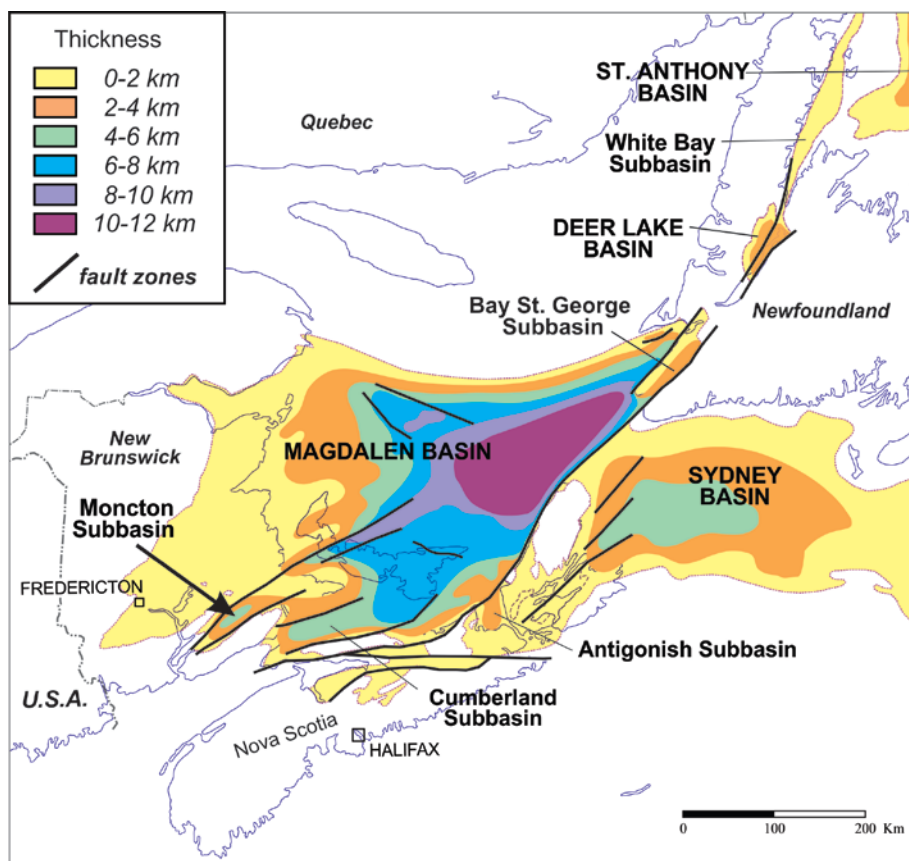 Thickness
0-2 km
2-4 km
4-6 km
6-8 km
8-10 km
10-12 km
fault zones
Quebec
ST. ANTHONY
BASIN
White Bay
Subbasin
DEER LAKE
BASIN
Bay St. George
Subbasin
Newfoundland
New
Brunswick
MAGDALEN BASIN
SYDNEY
BASIN
Moncton
Subbasin
FREDERICTON
Antigonish Subbasin
U.S.A.
Cumberland
Subbasin
Nova Scotia
HALIFAX
0 100 200 Km